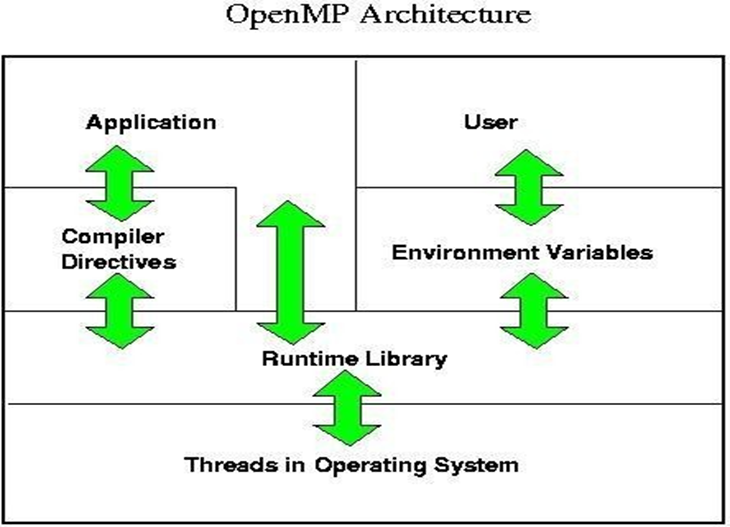 OpenMP Architecture
Application
User
Compiler
Directives
Environment Variables
Runtime Library
Threads in Operating System